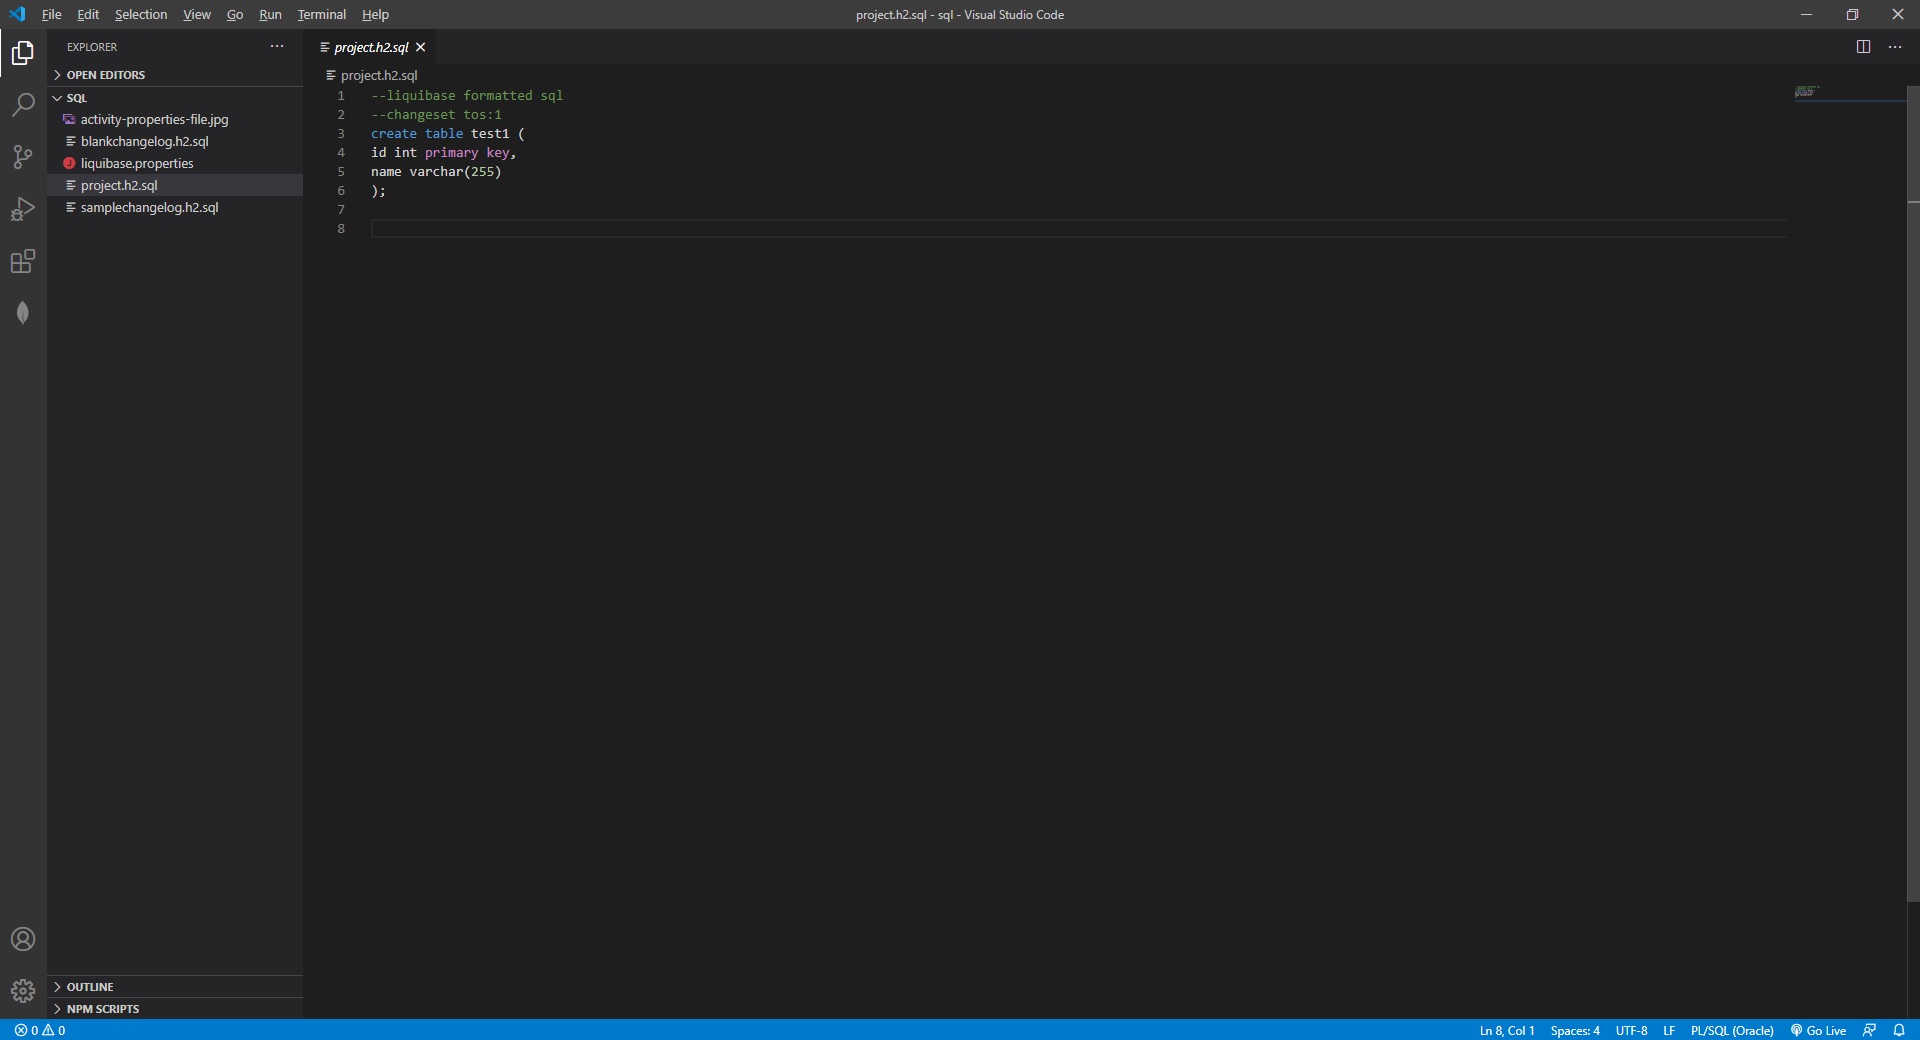 File Edit Selection View Go Run Terminal Help
project.h2.sql - sql - Visual Studio Code
EXPLORER
OPEN EDITORS
SQL
activity-properties-file.jpg
blankchangelog.h2.sql
liquibase.properties
project.h2.sql
samplechangelog.h2.sql
OUTLINE
NPM SCRIPTS
project.h2.sql
project.h2.sql
1 --liquibase formatted sql
2 --changeset tos:1
3 create table test1 (
4 id int primary key,
5 name varchar(255)
6 );
7
8
0 0
Ln 8, Col 1 Spaces: 4 UTF-8 LF PL/SQL (Oracle) Go Live